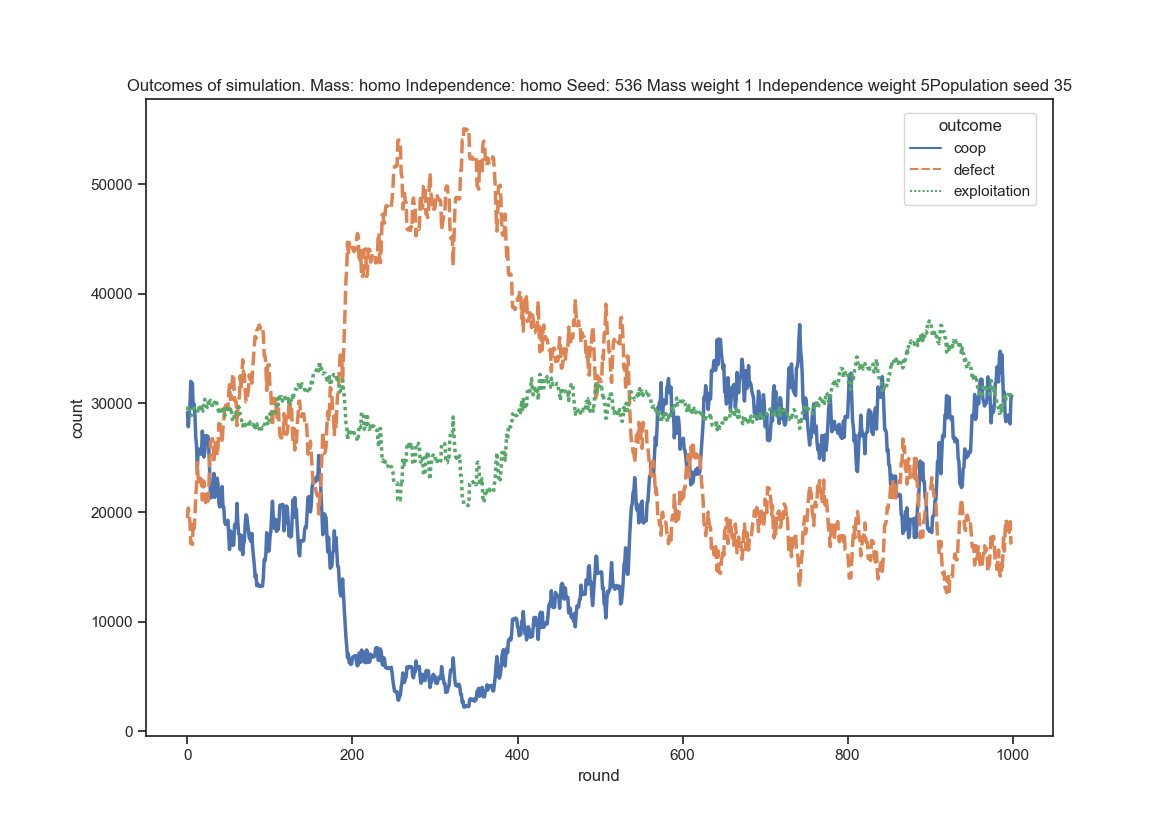 Outcomes of simulation. Mass: homo Independence: homo Seed: 536 Mass weight 1 Independence weight 5Population seed 35
outcome
coop
defect
exploitation
50000
40000
30000
20000
10000
0
count
0 200 400 600 800 1000
round